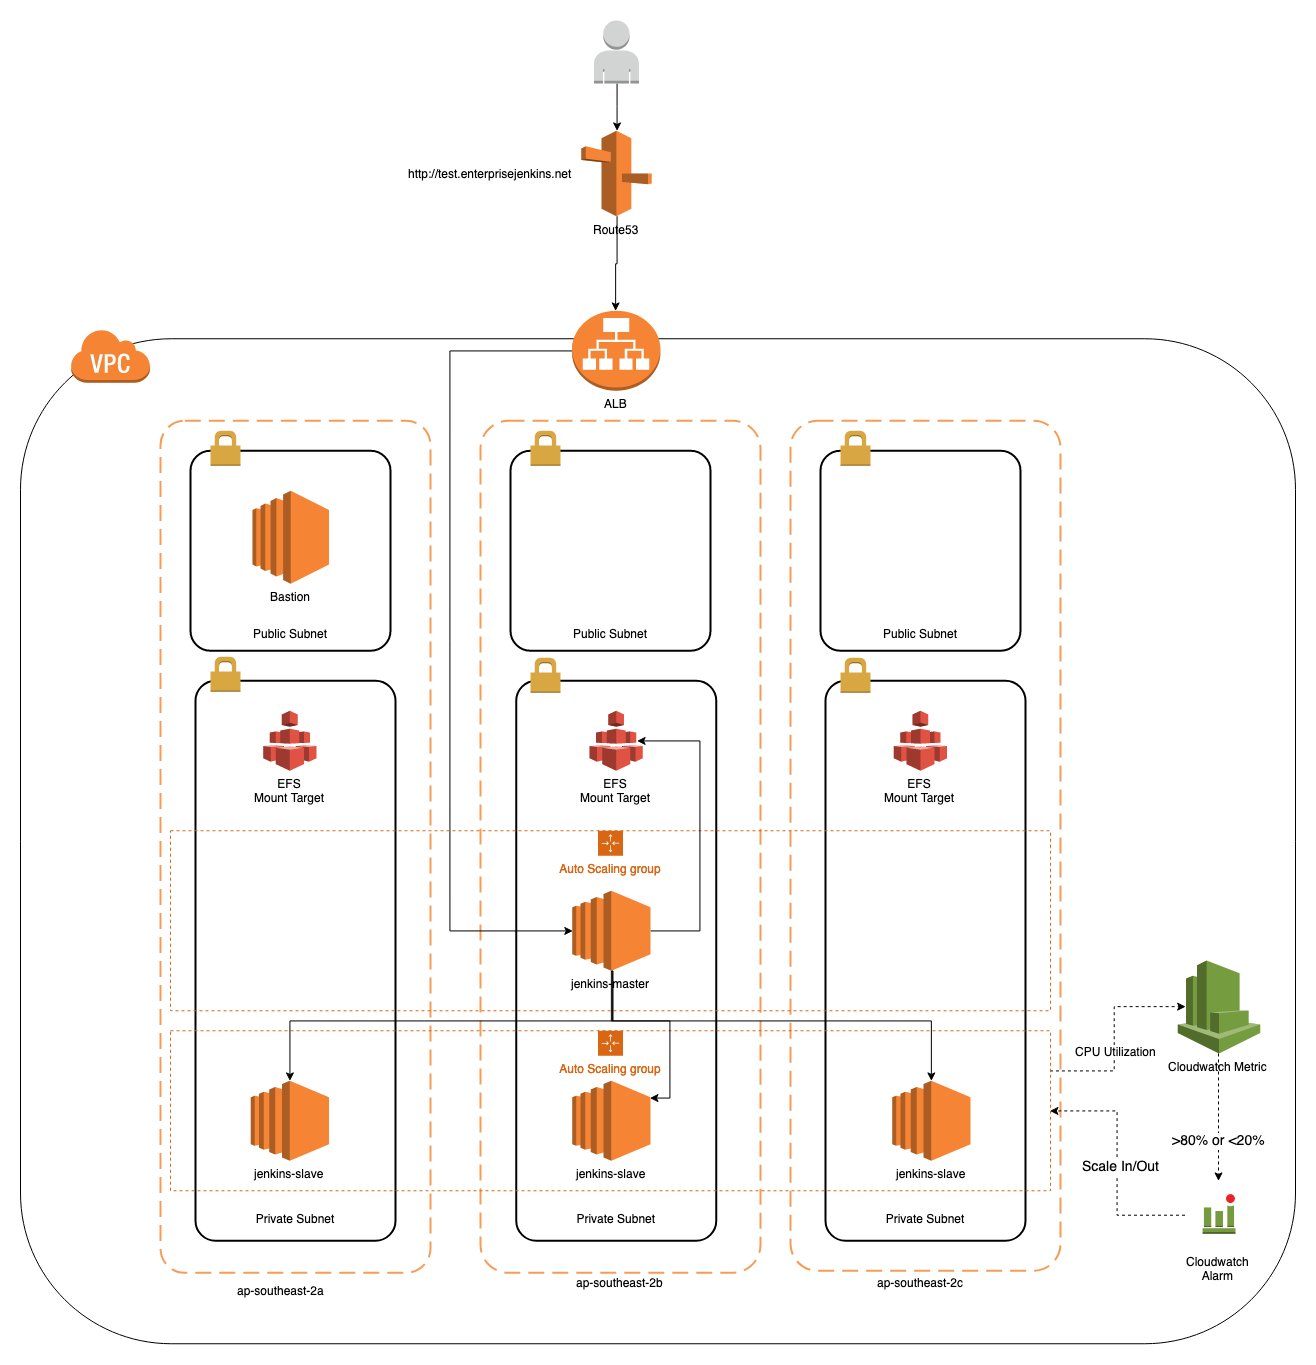 http://test.enterprisejenkins.net
Route53
VPC
ALB
Bastion
Public Subnet
Public Subnet
Public Subnet
EFS
Mount Target
EFS
Mount Target
EFS
Mount Target
Auto Scaling group
jenkins-master
CPU Utilization
Cloudwatch Metric
Auto Scaling group
>80% or <20%
Scale In/Out
jenkins-slave
jenkins-slave
jenkins-slave
Private Subnet
Private Subnet
Private Subnet
Cloudwatch
Alarm
ap-southeast-2a
ap-southeast-2b
ap-southeast-2c